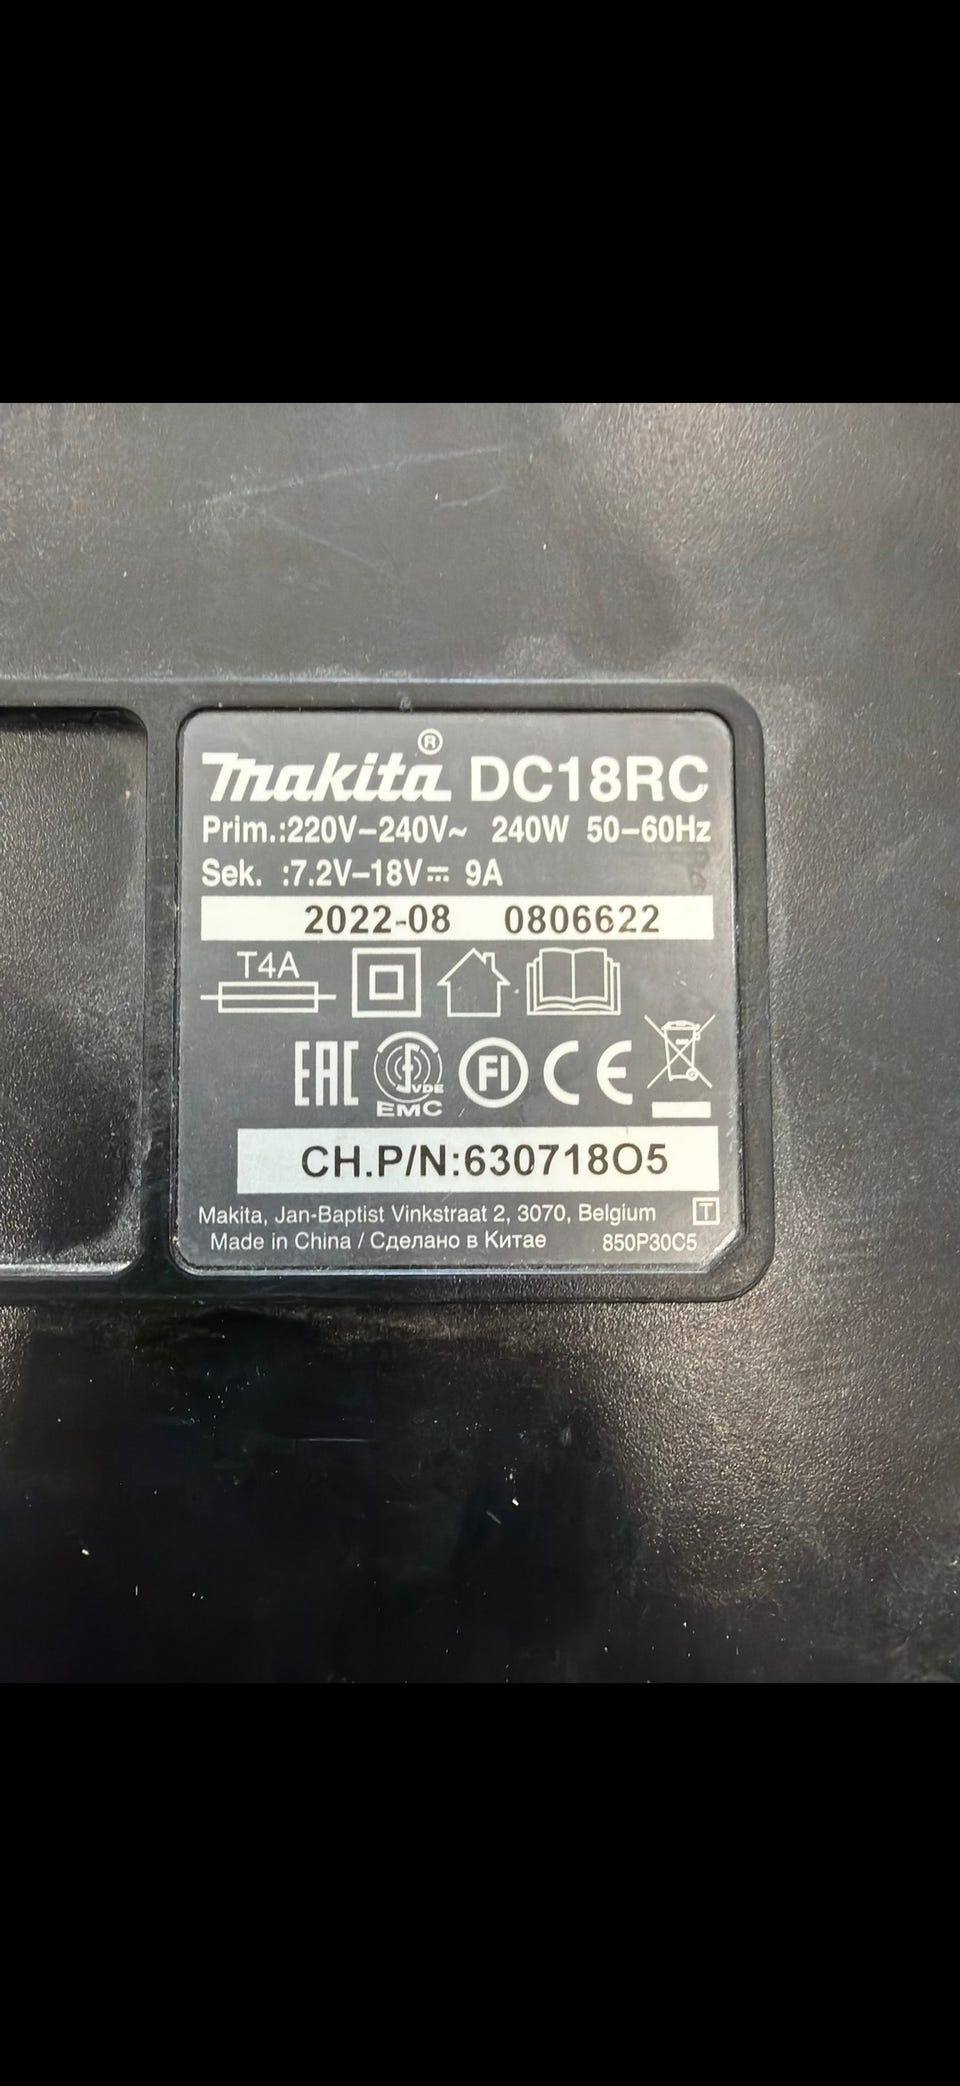 makita® DC18RC
Prim.:220V–240V~ 240W 50–60Hz
Sek. :7.2V–18V⎓ 9A
2022-08 0806622
T4A
EAC VDE FI CE
EMC
CH.P/N:630718O5
Makita, Jan-Baptist Vinkstraat 2, 3070, Belgium T
Made in China / Сделано в Китае 850P30C5